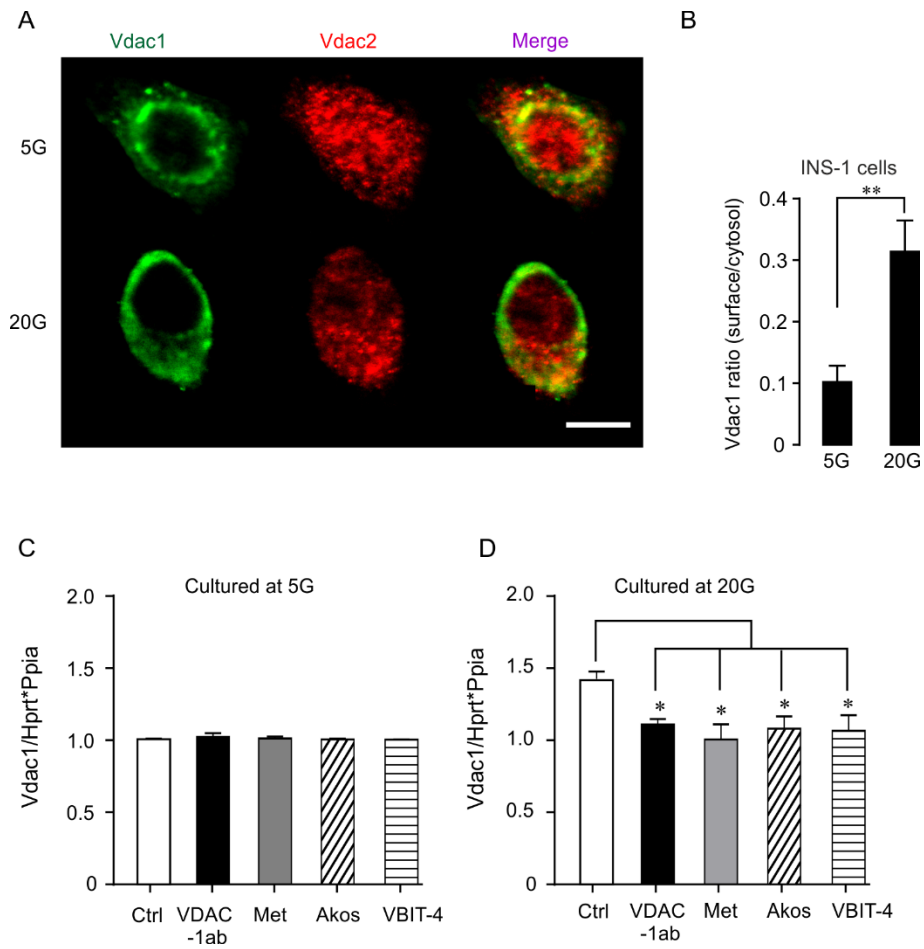 A
Vdac1 Vdac2 Merge
5G
20G
B
INS-1 cells
**
Vdac1 ratio (surface/cytosol)
0.4
0.3
0.2
0.1
0
5G 20G
C
Cultured at 5G
Vdac1/Hprt*Ppia
2.0
1.5
1.0
0.5
0
Ctrl VDAC Met Akos VBIT-4
-1ab
D
Cultured at 20G
Vdac1/Hprt*Ppia
2.0
1.5
1.0
0.5
0
* * * *
Ctrl VDAC Met Akos VBIT-4
-1ab